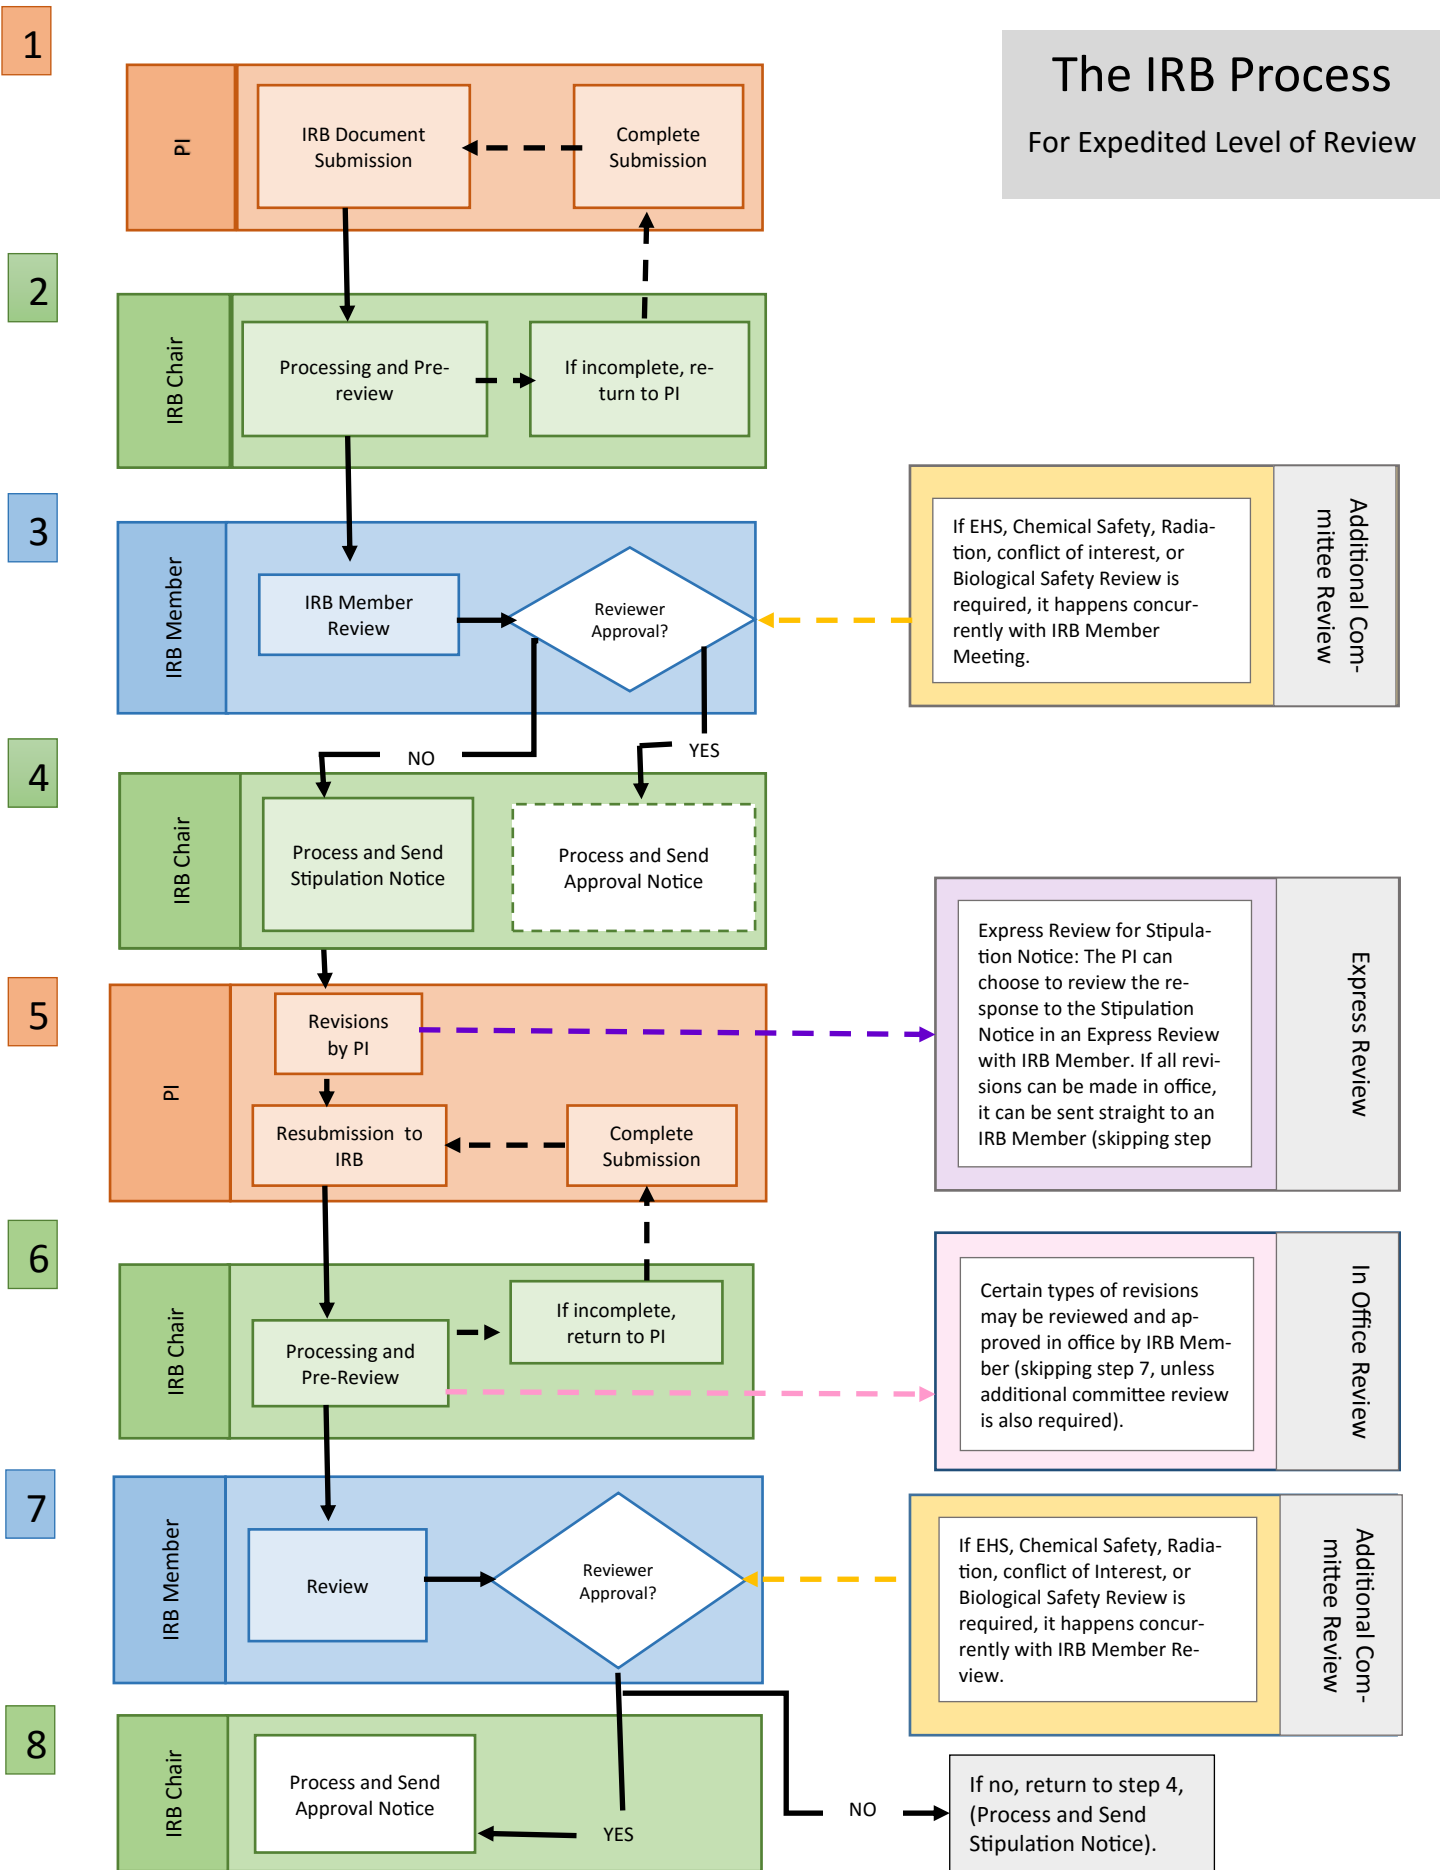 The IRB Process
For Expedited Level of Review
1
PI
IRB Document
Submission
Complete
Submission
2
IRB Chair
Processing and Pre-
review
If incomplete, re-
turn to PI
3
IRB Member
IRB Member
Review
Reviewer
Approval?
If EHS, Chemical Safety, Radia-
tion, conflict of interest, or
Biological Safety Review is
required, it happens concur-
rently with IRB Member
Meeting.
Additional Com-
mittee Review
NO
YES
4
IRB Chair
Process and Send
Stipulation Notice
Process and Send
Approval Notice
5
PI
Revisions
by PI
Resubmission to
IRB
Complete
Submission
Express Review for Stipula-
tion Notice: The PI can
choose to review the re-
sponse to the Stipulation
Notice in an Express Review
with IRB Member. If all revi-
sions can be made in office,
it can be sent straight to an
IRB Member (skipping step
Express Review
6
IRB Chair
Processing and
Pre-Review
If incomplete,
return to PI
Certain types of revisions
may be reviewed and ap-
proved in office by IRB Mem-
ber (skipping step 7, unless
additional committee review
is also required).
In Office Review
7
IRB Member
Review
Reviewer
Approval?
If EHS, Chemical Safety, Radia-
tion, conflict of Interest, or
Biological Safety Review is
required, it happens concur-
rently with IRB Member Re-
view.
Additional Com-
mittee Review
8
IRB Chair
Process and Send
Approval Notice
YES
NO
If no, return to step 4,
(Process and Send
Stipulation Notice).